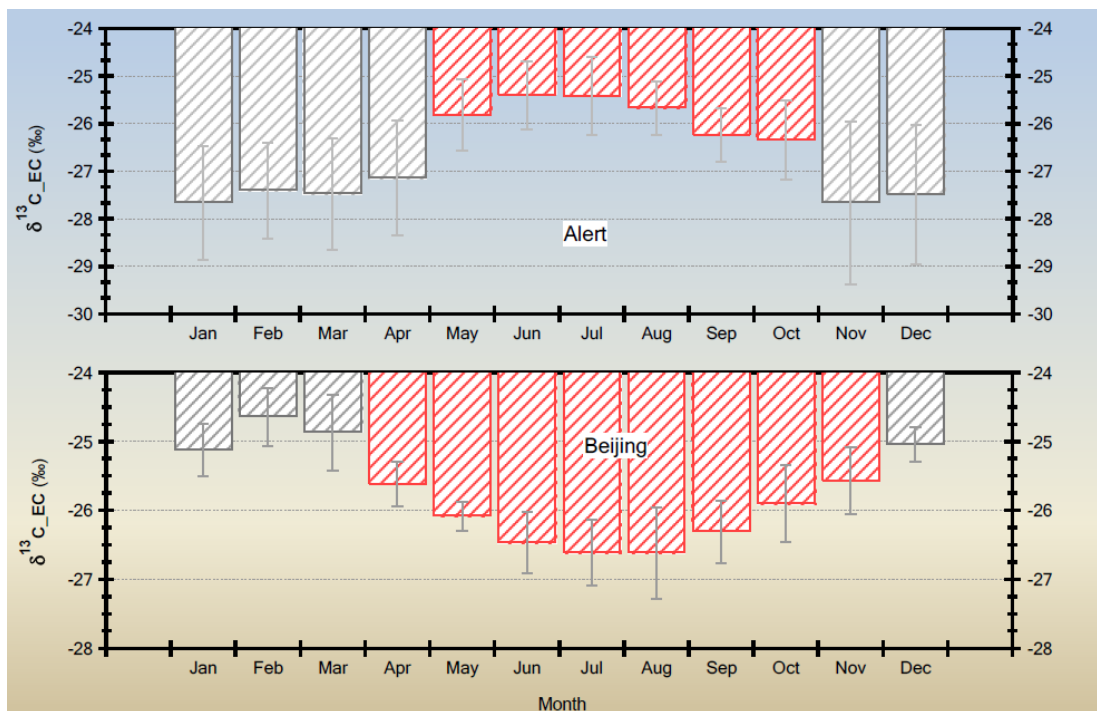 -24 -24
-25 -25
-26 -26
-27 -27
-28 -28
-29 -29
-30 -30
δ¹³C_EC (‰)
Alert
Jan Feb Mar Apr May Jun Jul Aug Sep Oct Nov Dec
-24 -24
-25 -25
-26 -26
-27 -27
-28 -28
δ¹³C_EC (‰)
Beijing
Jan Feb Mar Apr May Jun Jul Aug Sep Oct Nov Dec
Month